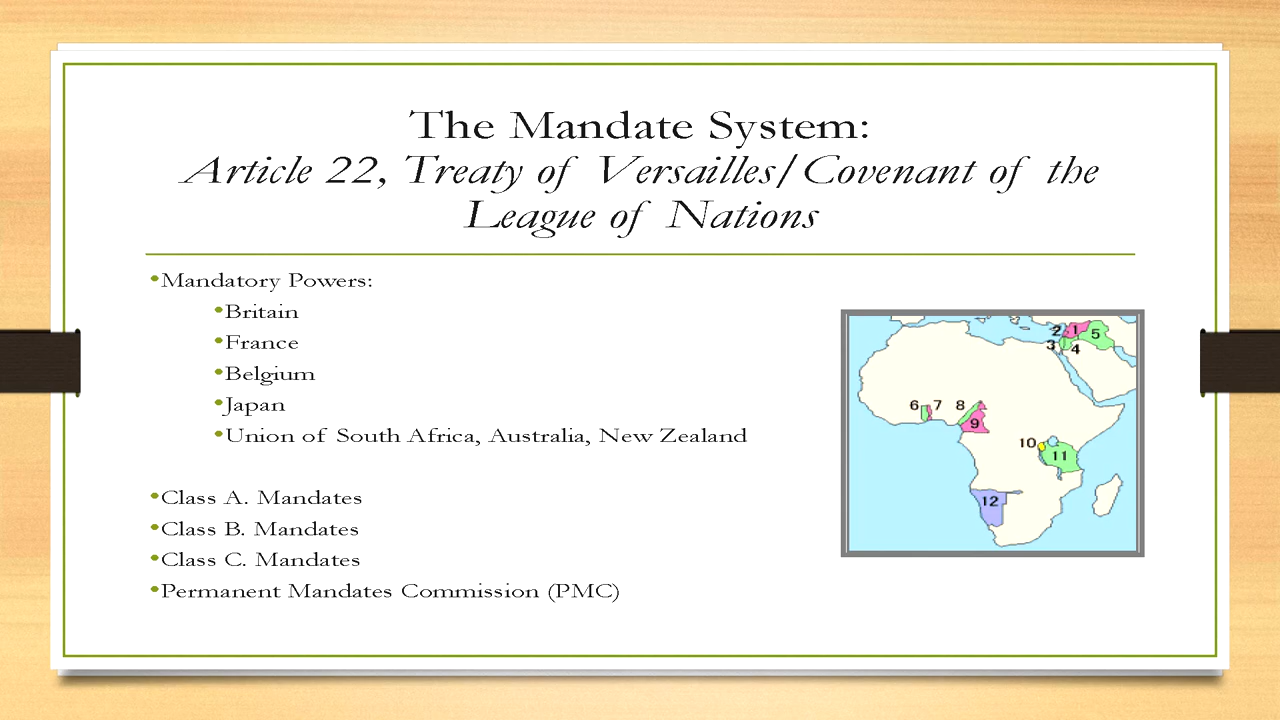 The Mandate System:
Article 22, Treaty of Versailles/Covenant of the
League of Nations
•Mandatory Powers:
•Britain
•France
•Belgium
•Japan
•Union of South Africa, Australia, New Zealand
•Class A. Mandates
•Class B. Mandates
•Class C. Mandates
•Permanent Mandates Commission (PMC)
2 1 5
3 4
6 7 8
9
10
11
12